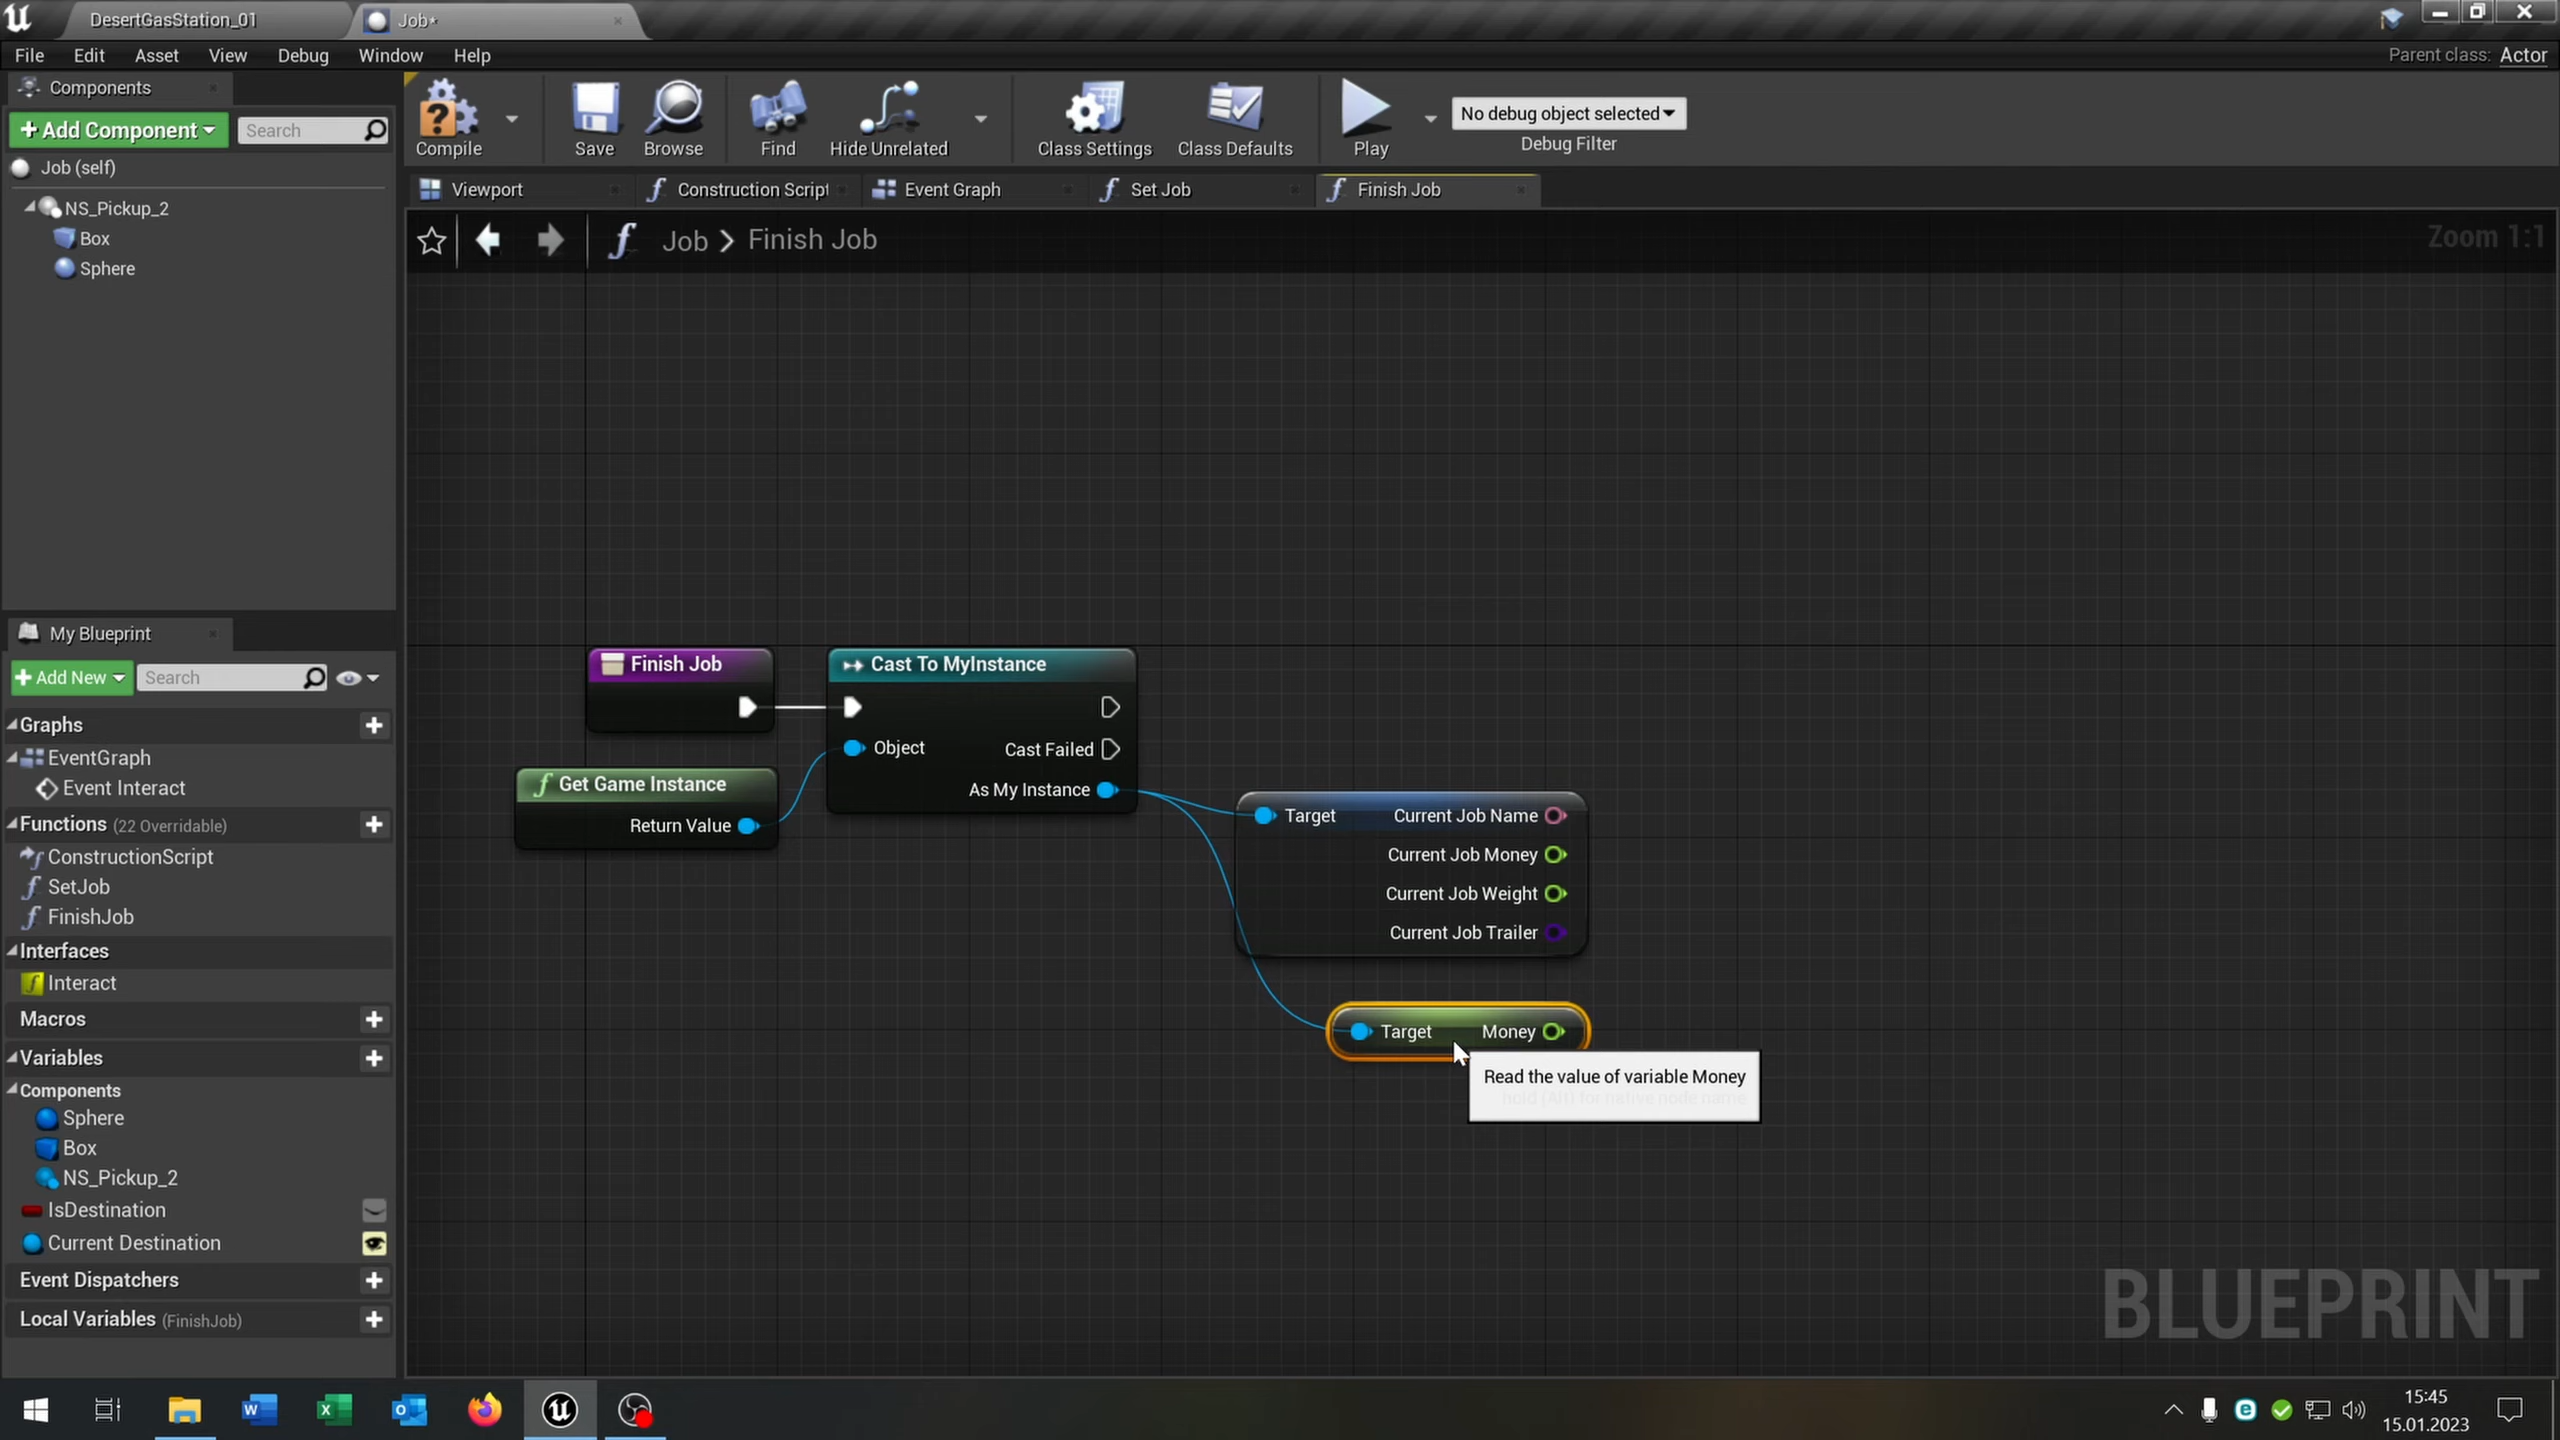 DesertGasStation_01
Job*
File Edit Asset View Debug Window Help
Parent class: Actor
Components
+ Add Component
Search
Job (self)
NS_Pickup_2
Box
Sphere
Compile
Save
Browse
Find
Hide Unrelated
Class Settings
Class Defaults
Play
No debug object selected
Debug Filter
Viewport
Construction Script
Event Graph
Set Job
Finish Job
Job > Finish Job
Zoom 1:1
My Blueprint
+ Add New
Search
Graphs
EventGraph
Event Interact
Functions (22 Overridable)
ConstructionScript
SetJob
FinishJob
Interfaces
Interact
Macros
Variables
Components
Sphere
Box
NS_Pickup_2
IsDestination
Current Destination
Event Dispatchers
Local Variables (FinishJob)
Finish Job
Cast To MyInstance
Object
Cast Failed
As My Instance
Get Game Instance
Return Value
Target
Current Job Name
Current Job Money
Current Job Weight
Current Job Trailer
Target
Money
Read the value of variable Money
hold (Alt) for native node name
BLUEPRINT
15:45
15.01.2023